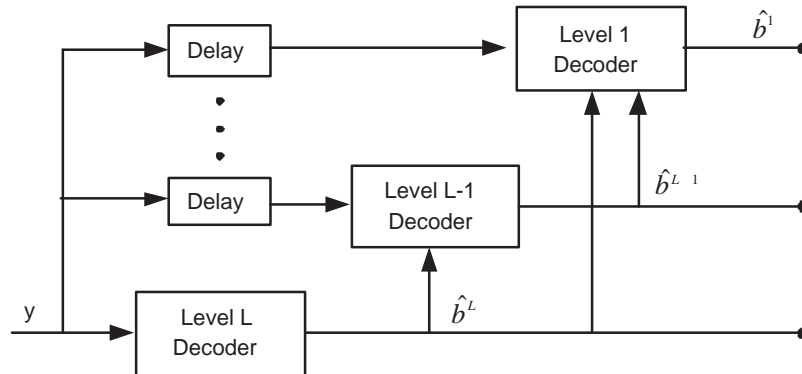 Delay
Level 1
Decoder
b̂¹
Delay
Level L-1
Decoder
b̂ᴸ ¹
y
Level L
Decoder
b̂ᴸ